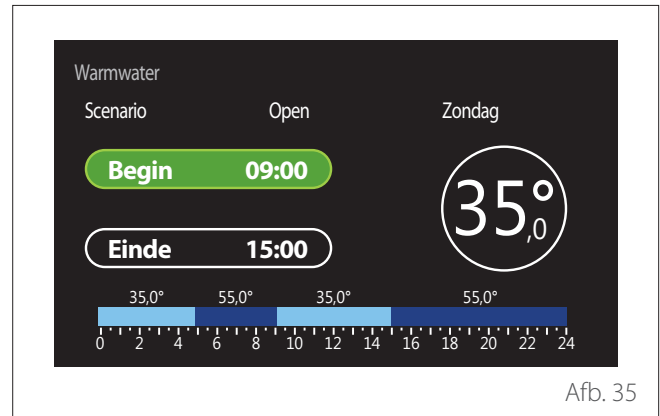 Warmwater
Scenario Open Zondag
Begin 09:00
35,0°
Einde 15:00
35,0° 55,0° 35,0° 55,0°
0 2 4 6 8 10 12 14 16 18 20 22 24
Afb. 35